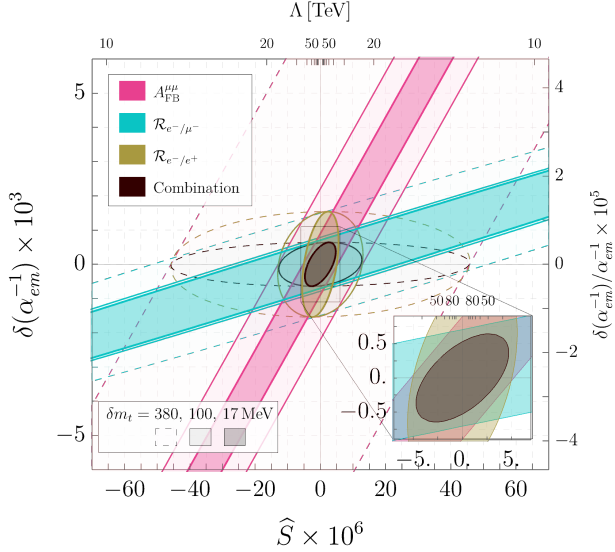 Λ [TeV]
10 20 50 50 20 10
5
0
−5
4
2
0
−2
−4
δ(α_em^{-1}) × 10^3
δ(α_em^{-1})/α_em^{-1} × 10^5
A_FB^{μμ}
R_{e^-/μ^-}
R_{e^-/e^+}
Combination
δm_t = 380, 100, 17 MeV
50 80 80 50
0.5
0.
−0.5
−5. 0. 5.
−60 −40 −20 0 20 40 60
Ŝ × 10^6